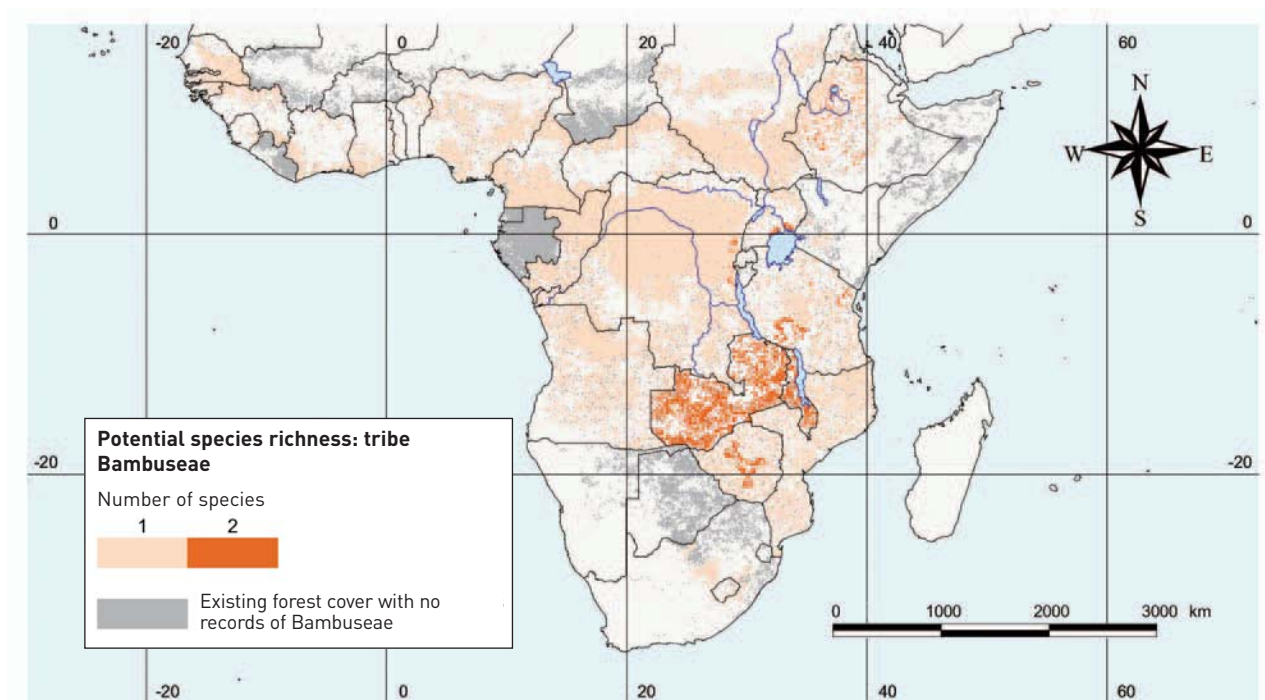 -20
0
20
40
60
N
W
E
S
0
0
-20
-20
Potential species richness: tribe
Bambuseae
Number of species
1
2
Existing forest cover with no
records of Bambuseae
0 1000 2000 3000 km
-20
0
20
40
60